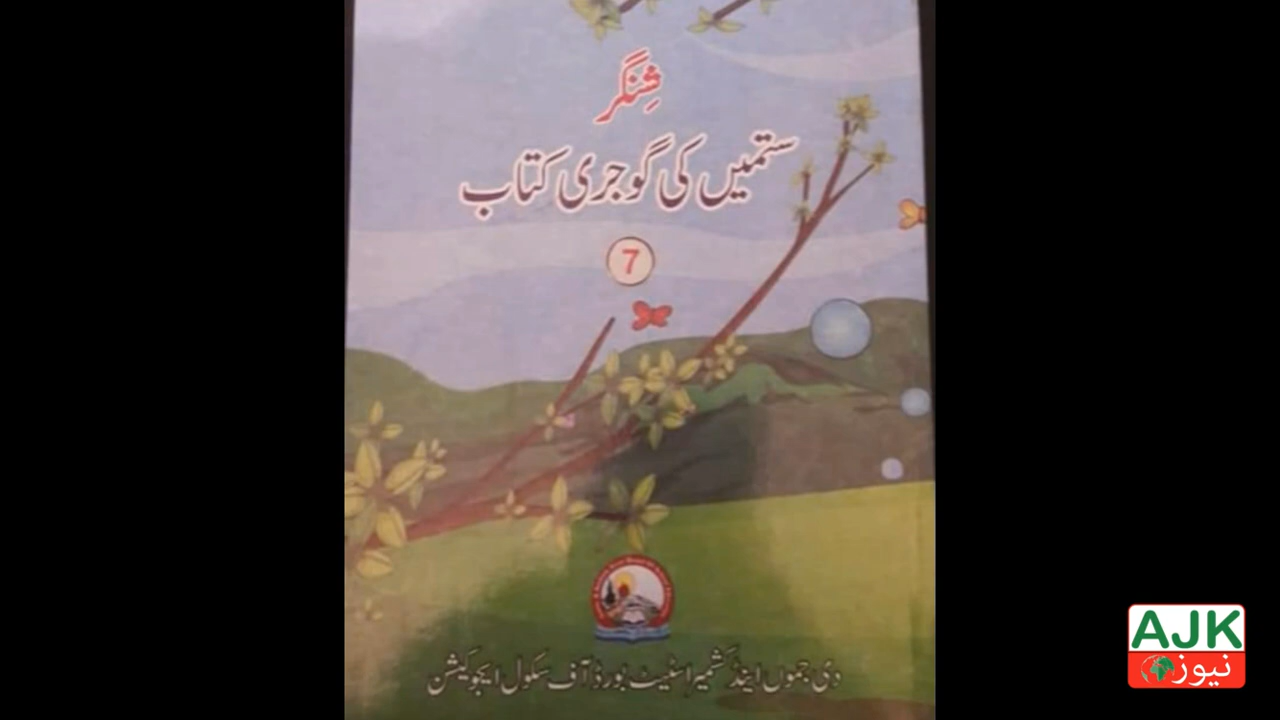 شِنگر
ستمیں کی گوجری کتاب
7
دی جموں اینڈ کشمیر اسٹیٹ بورڈ آف سکول ایجوکیشن
AJK
نیوز